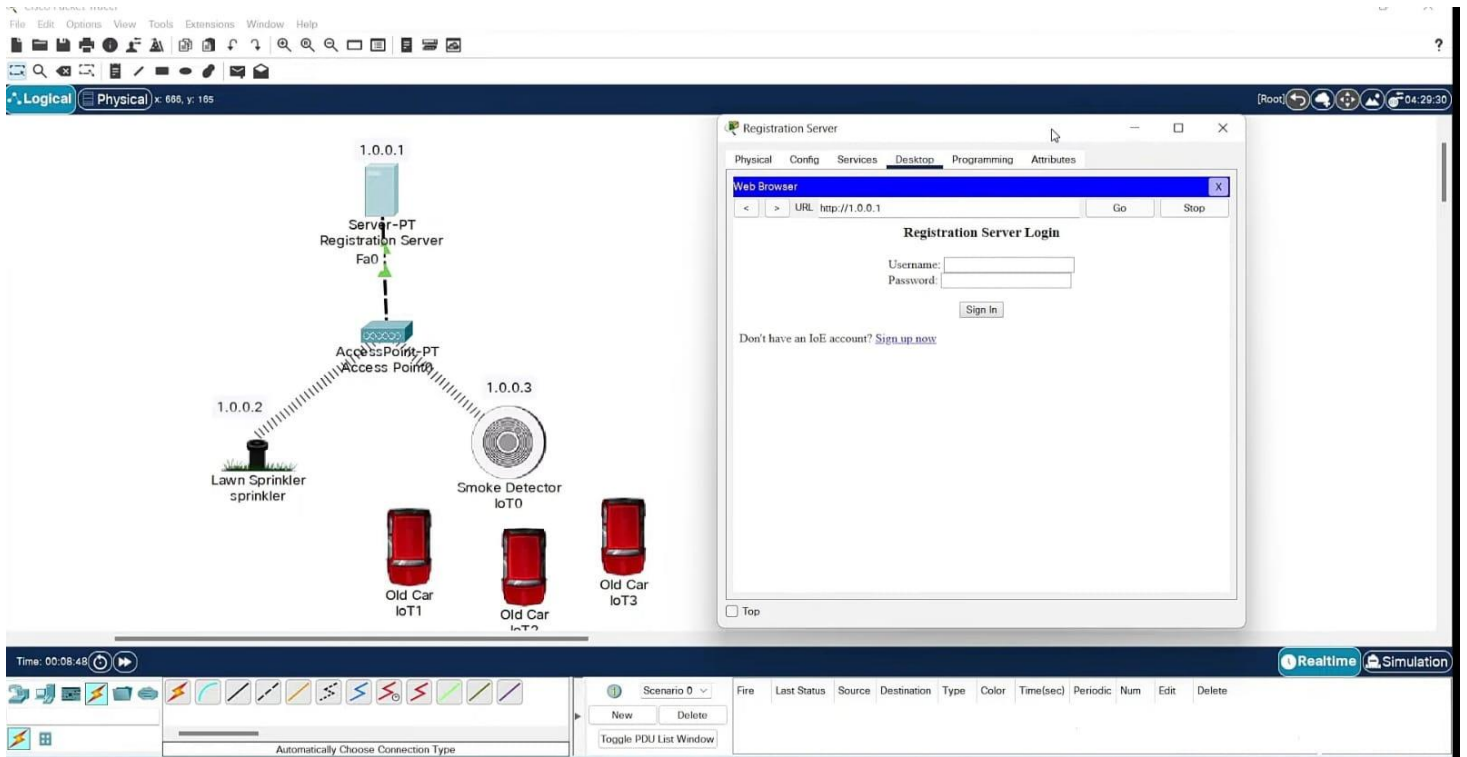 Cisco Packet Tracer
File Edit Options View Tools Extensions Window Help
?
Logical Physical x: 666, y: 165
[Root] 04:29:30
1.0.0.1
Server-PT
Registration Server
Fa0
AccessPoint-PT
Access Point0
1.0.0.2
1.0.0.3
Lawn Sprinkler
sprinkler
Smoke Detector
IoT0
Old Car
IoT1
Old Car
IoT2
Old Car
IoT3
Registration Server
Physical Config Services Desktop Programming Attributes
Web Browser
X
< > URL http://1.0.0.1 Go Stop
Registration Server Login
Username:
Password:
Sign In
Don't have an IoE account? Sign up now
Top
Time: 00:08:48
Realtime Simulation
Automatically Choose Connection Type
Scenario 0
New Delete
Toggle PDU List Window
Fire Last Status Source Destination Type Color Time(sec) Periodic Num Edit Delete